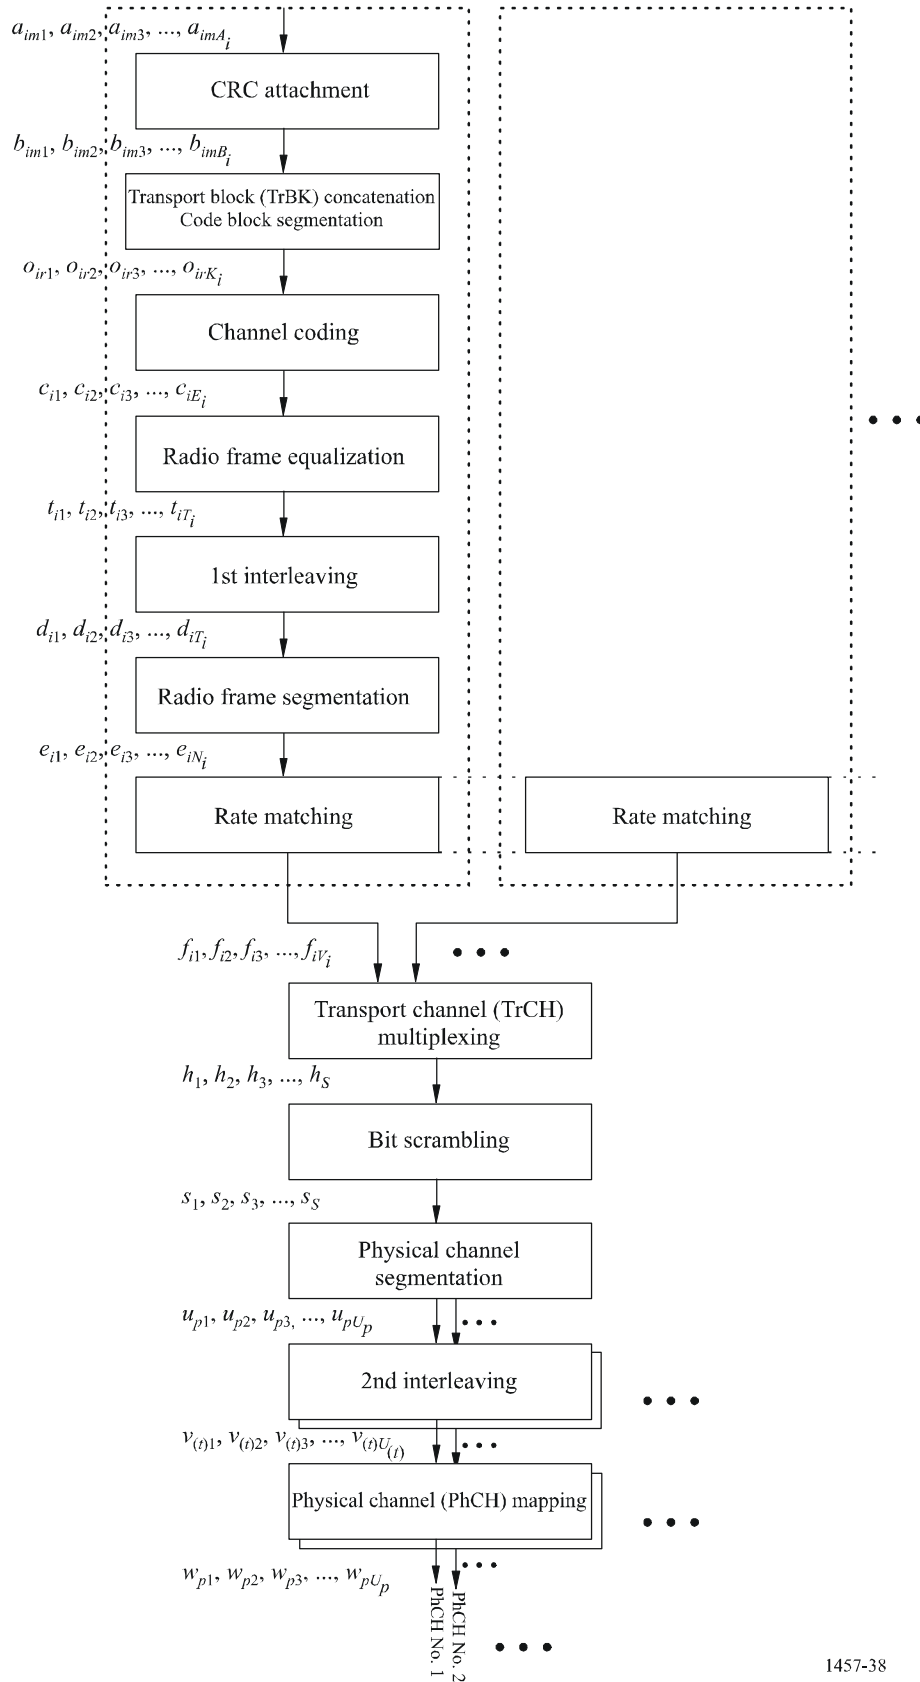 a_im1, a_im2, a_im3, ..., a_imA_i
CRC attachment
b_im1, b_im2, b_im3, ..., b_imB_i
Transport block (TrBK) concatenation
Code block segmentation
o_ir1, o_ir2, o_ir3, ..., o_irK_i
Channel coding
c_i1, c_i2, c_i3, ..., c_iE_i
Radio frame equalization
t_i1, t_i2, t_i3, ..., t_iT_i
1st interleaving
d_i1, d_i2, d_i3, ..., d_iT_i
Radio frame segmentation
e_i1, e_i2, e_i3, ..., e_iN_i
Rate matching
Rate matching
f_i1, f_i2, f_i3, ..., f_iV_i
Transport channel (TrCH)
multiplexing
h_1, h_2, h_3, ..., h_S
Bit scrambling
s_1, s_2, s_3, ..., s_S
Physical channel
segmentation
u_p1, u_p2, u_p3, ..., u_pU_p
2nd interleaving
v_(t)1, v_(t)2, v_(t)3, ..., v_(t)U_(t)
Physical channel (PhCH) mapping
w_p1, w_p2, w_p3, ..., w_pU_p
PhCH No. 1
PhCH No. 2
1457-38